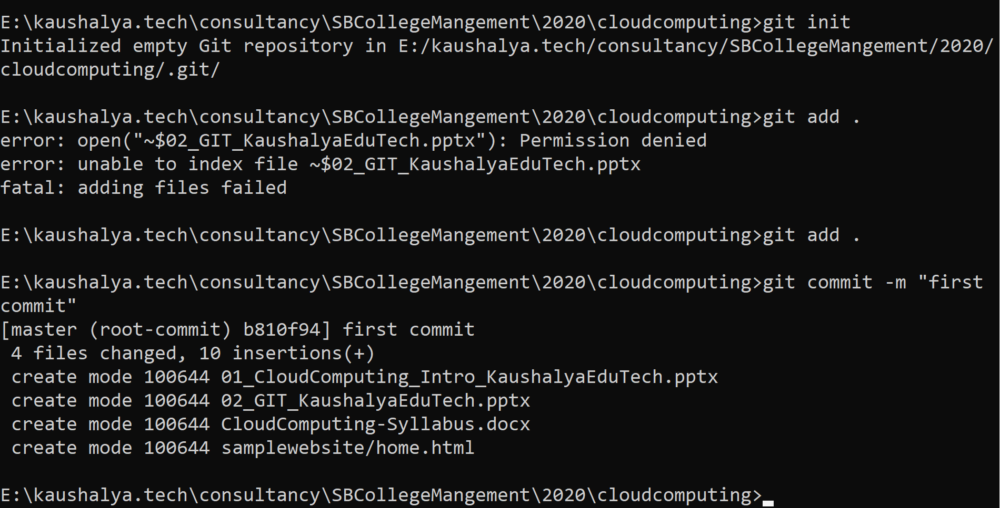 E:\kaushalya.tech\consultancy\SBCollegeMangement\2020\cloudcomputing>git init
Initialized empty Git repository in E:/kaushalya.tech/consultancy/SBCollegeMangement/2020/
cloudcomputing/.git/
E:\kaushalya.tech\consultancy\SBCollegeMangement\2020\cloudcomputing>git add .
error: open("~$02_GIT_KaushalyaEduTech.pptx"): Permission denied
error: unable to index file ~$02_GIT_KaushalyaEduTech.pptx
fatal: adding files failed
E:\kaushalya.tech\consultancy\SBCollegeMangement\2020\cloudcomputing>git add .
E:\kaushalya.tech\consultancy\SBCollegeMangement\2020\cloudcomputing>git commit -m "first
commit"
[master (root-commit) b810f94] first commit
 4 files changed, 10 insertions(+)
 create mode 100644 01_CloudComputing_Intro_KaushalyaEduTech.pptx
 create mode 100644 02_GIT_KaushalyaEduTech.pptx
 create mode 100644 CloudComputing-Syllabus.docx
 create mode 100644 samplewebsite/home.html
E:\kaushalya.tech\consultancy\SBCollegeMangement\2020\cloudcomputing>